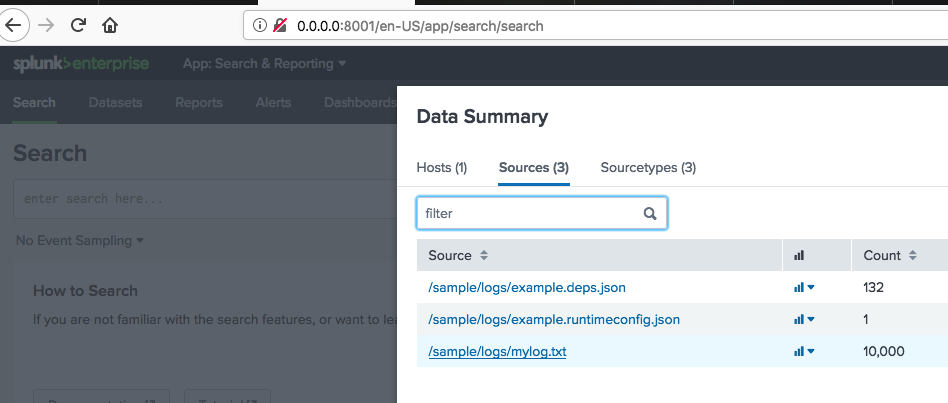 0.0.0.0:8001/en-US/app/search/search
splunk>enterprise App: Search & Reporting
Search Datasets Reports Alerts Dashboards
Data Summary
Search
Hosts (1) Sources (3) Sourcetypes (3)
enter search here...
filter
No Event Sampling
Source Count
How to Search
/sample/logs/example.deps.json 132
If you are not familiar with the search features, or want to
/sample/logs/example.runtimeconfig.json 1
/sample/logs/mylog.txt 10,000